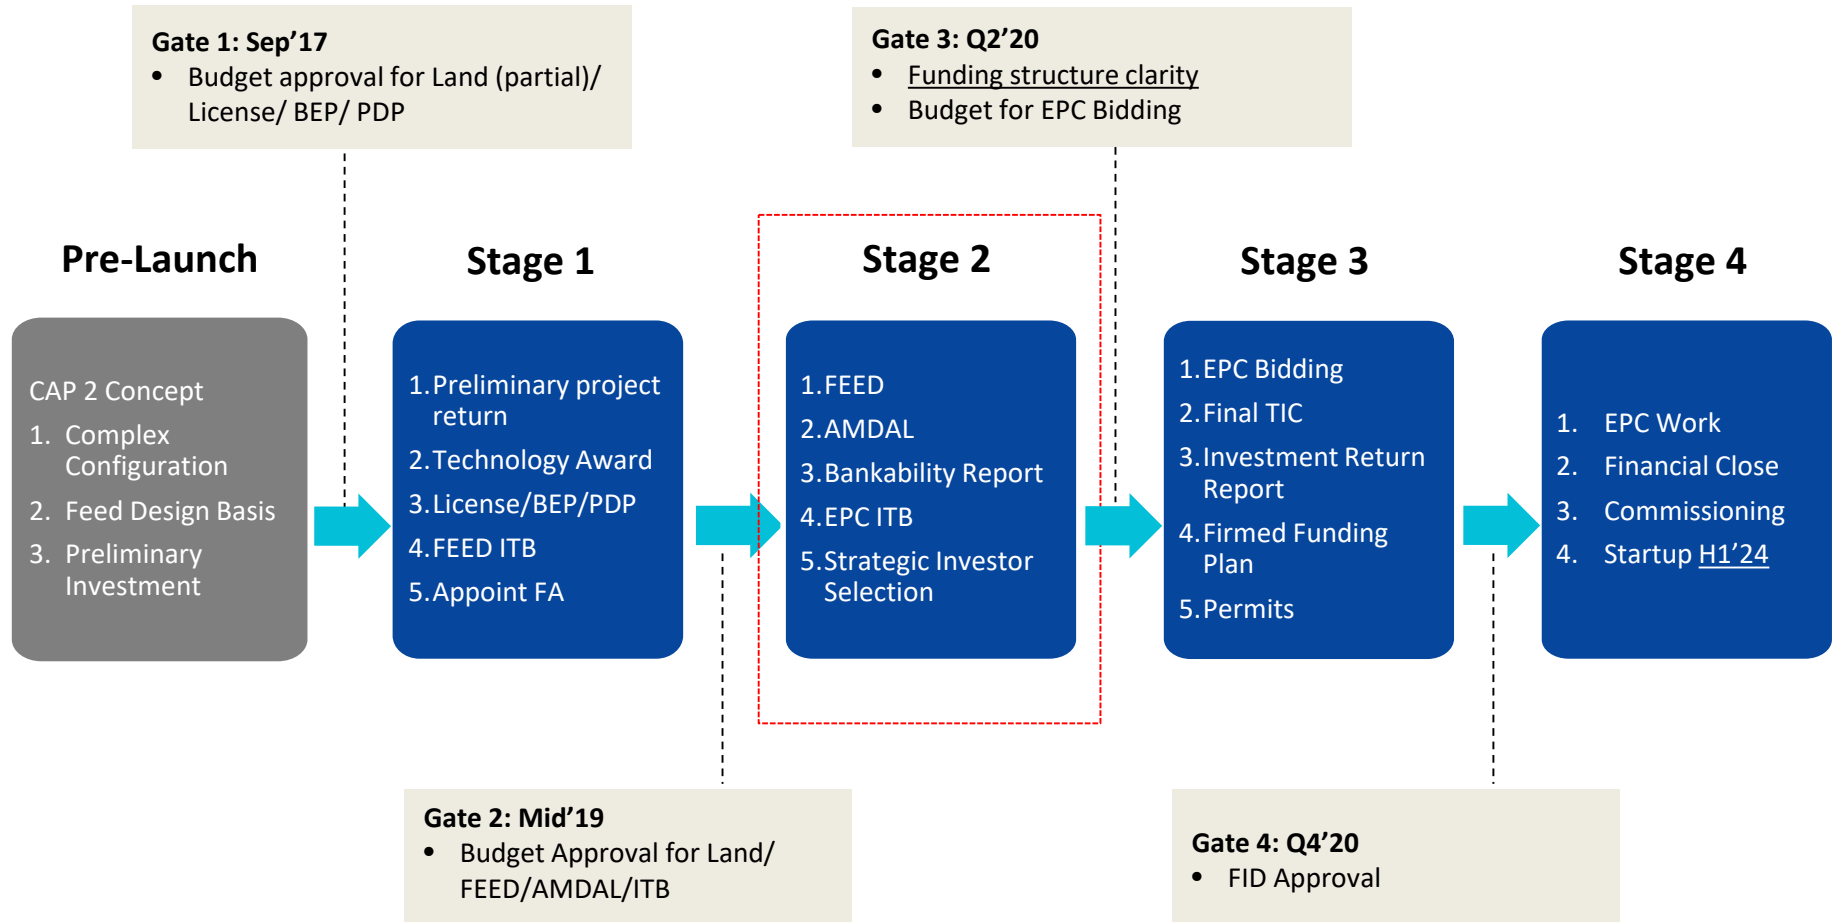 Gate 1: Sep’17
• Budget approval for Land (partial)/
License/ BEP/ PDP
Gate 3: Q2’20
• Funding structure clarity
• Budget for EPC Bidding
Pre-Launch
Stage 1
Stage 2
Stage 3
Stage 4
CAP 2 Concept
1. Complex
Configuration
2. Feed Design Basis
3. Preliminary
Investment
1.Preliminary project
return
2.Technology Award
3.License/BEP/PDP
4.FEED ITB
5.Appoint FA
1.FEED
2.AMDAL
3.Bankability Report
4.EPC ITB
5.Strategic Investor
Selection
1.EPC Bidding
2.Final TIC
3.Investment Return
Report
4.Firmed Funding
Plan
5.Permits
1. EPC Work
2. Financial Close
3. Commissioning
4. Startup H1’24
Gate 2: Mid’19
• Budget Approval for Land/
FEED/AMDAL/ITB
Gate 4: Q4’20
• FID Approval